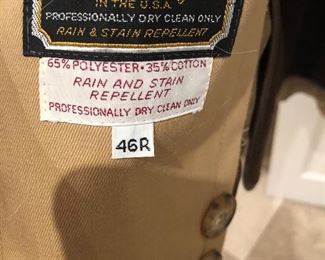 IN THE U.S.A.
PROFESSIONALLY DRY CLEAN ONLY
RAIN & STAIN REPELLENT
65% POLYESTER • 35% COTTON
RAIN AND STAIN
REPELLENT
PROFESSIONALLY DRY CLEAN ONLY
46R